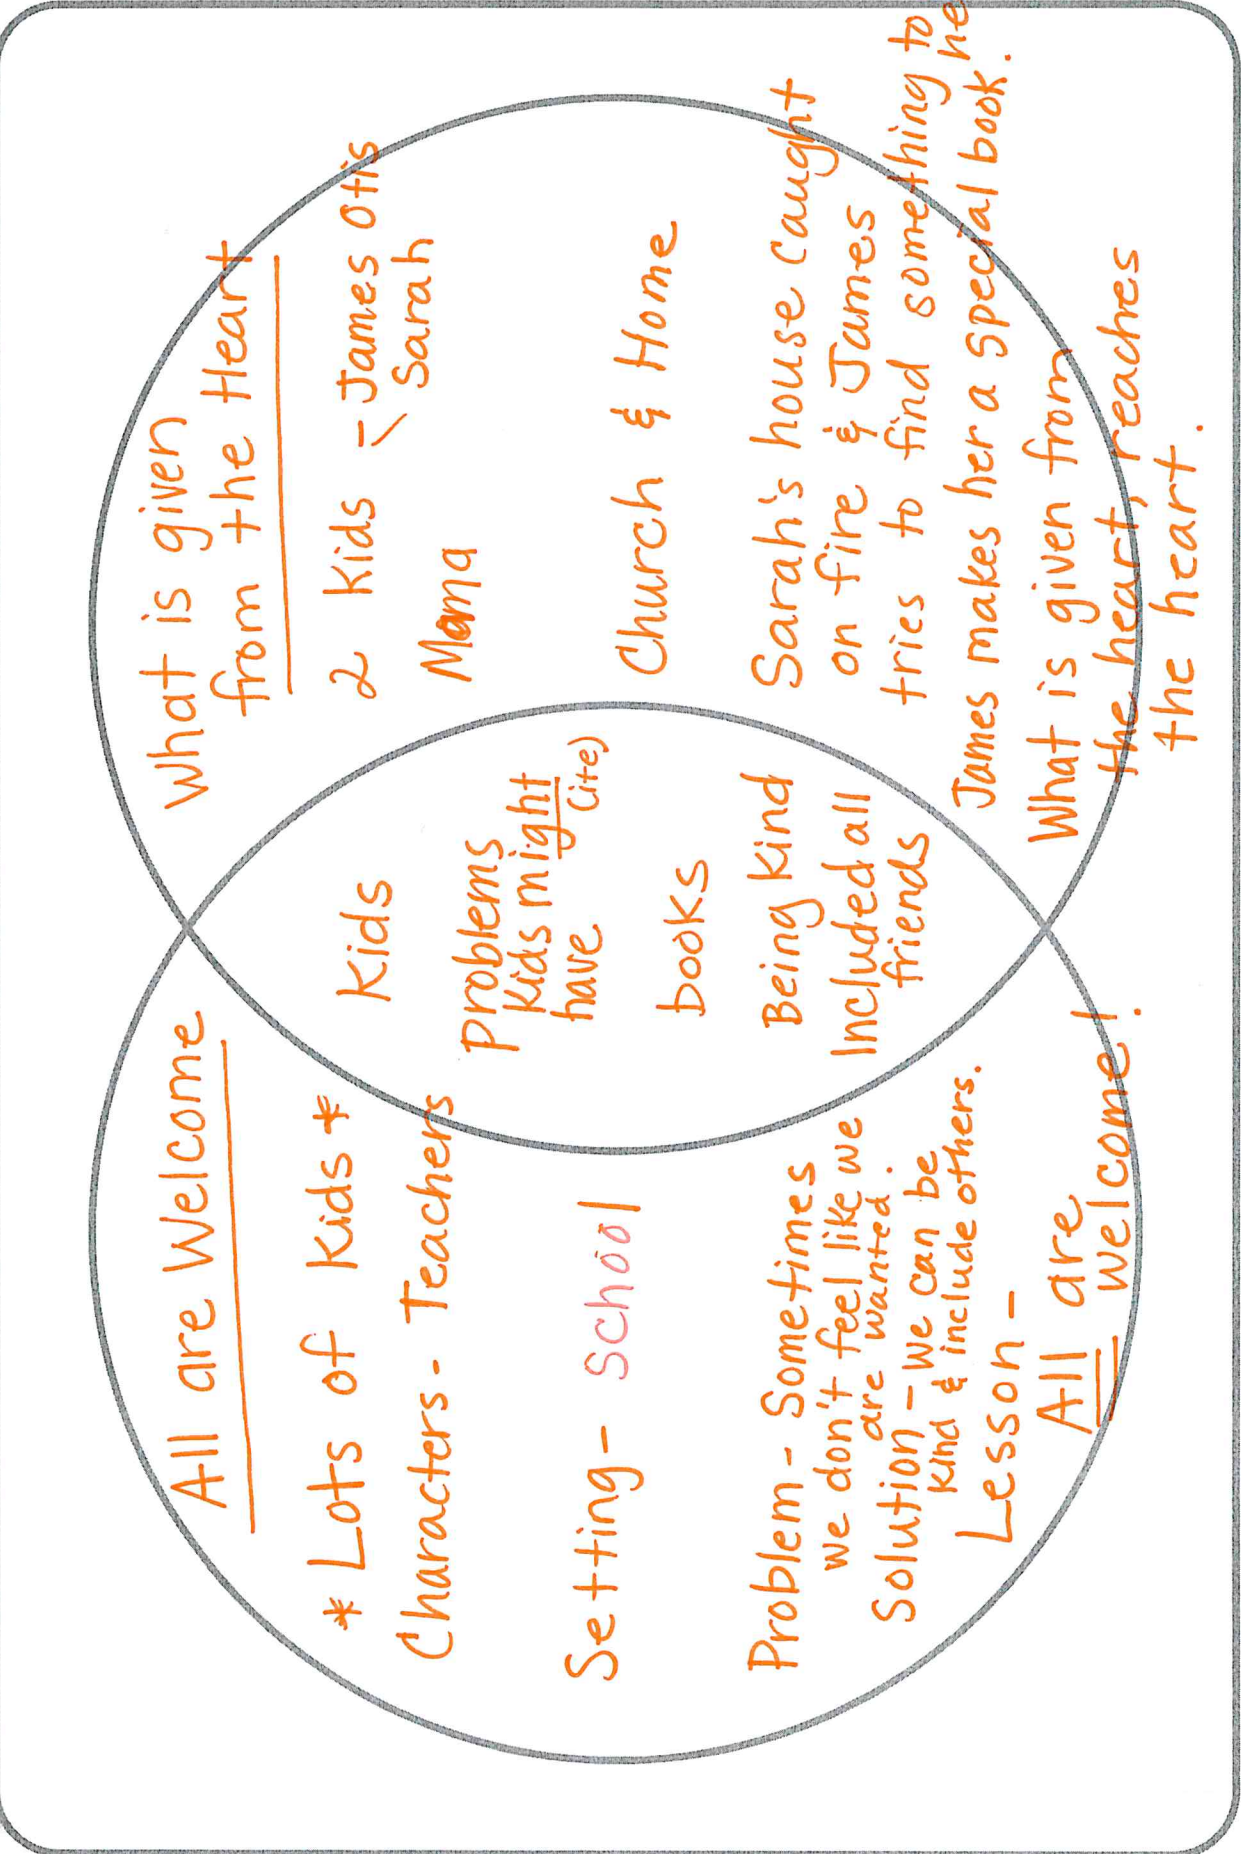 All are Welcome
* Lots of Kids *
Characters - Teachers
Setting - School
Problem - Sometimes
we don't feel like we
are wanted.
Solution - we can be
kind & include others.
Lesson -
All are
welcome!
Kids
Problems
kids might
have (cite)
books
Being kind
Included all
friends
What is given
from the Heart
2 Kids - James Otis
\ Sarah
Mama
Church & Home
Sarah's house caught
on fire & James
tries to find something to
James makes her a special book. he
What is given from
the heart, reaches
the heart.